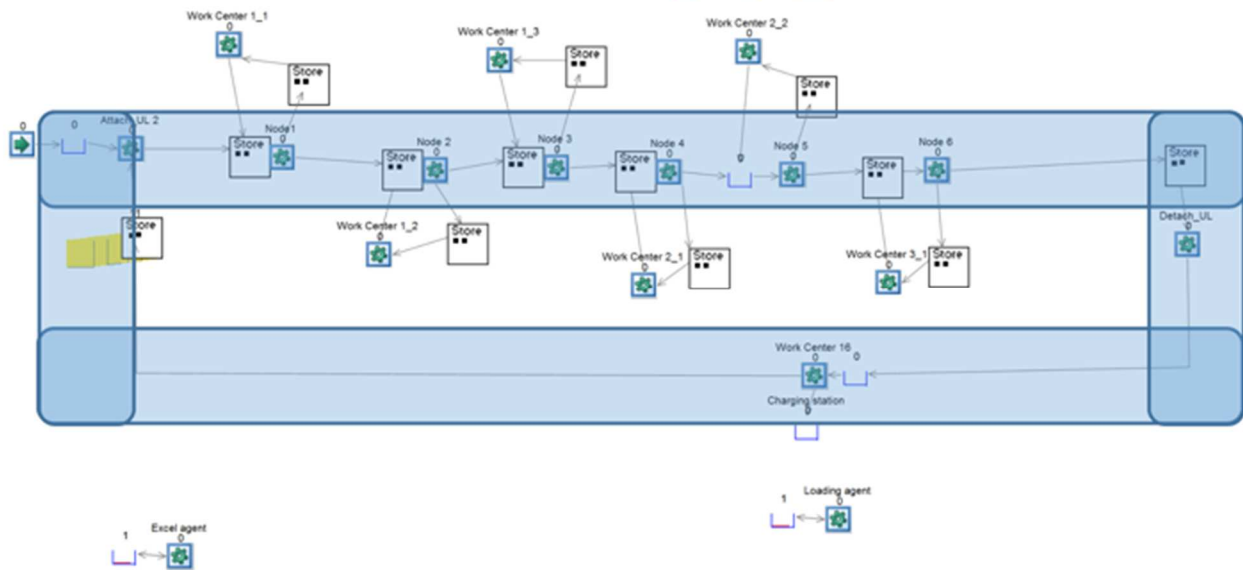 Work Center 1_1
0
Work Center 1_3
0
Work Center 2_2
0
Store
Store
Store
0
0
Attach_UL 2
0
Store
Node1
0
Store
Node 2
0
Store
Node 3
0
Store
Node 4
0
0
Node 5
0
Store
Node 6
0
Store
Store
Work Center 1_2
0
Store
Work Center 2_1
0
Store
Work Center 3_1
0
Store
Detach_UL
0
Work Center 16
0
0
Charging station
0
1
Loading agent
0
1
Excel agent
0